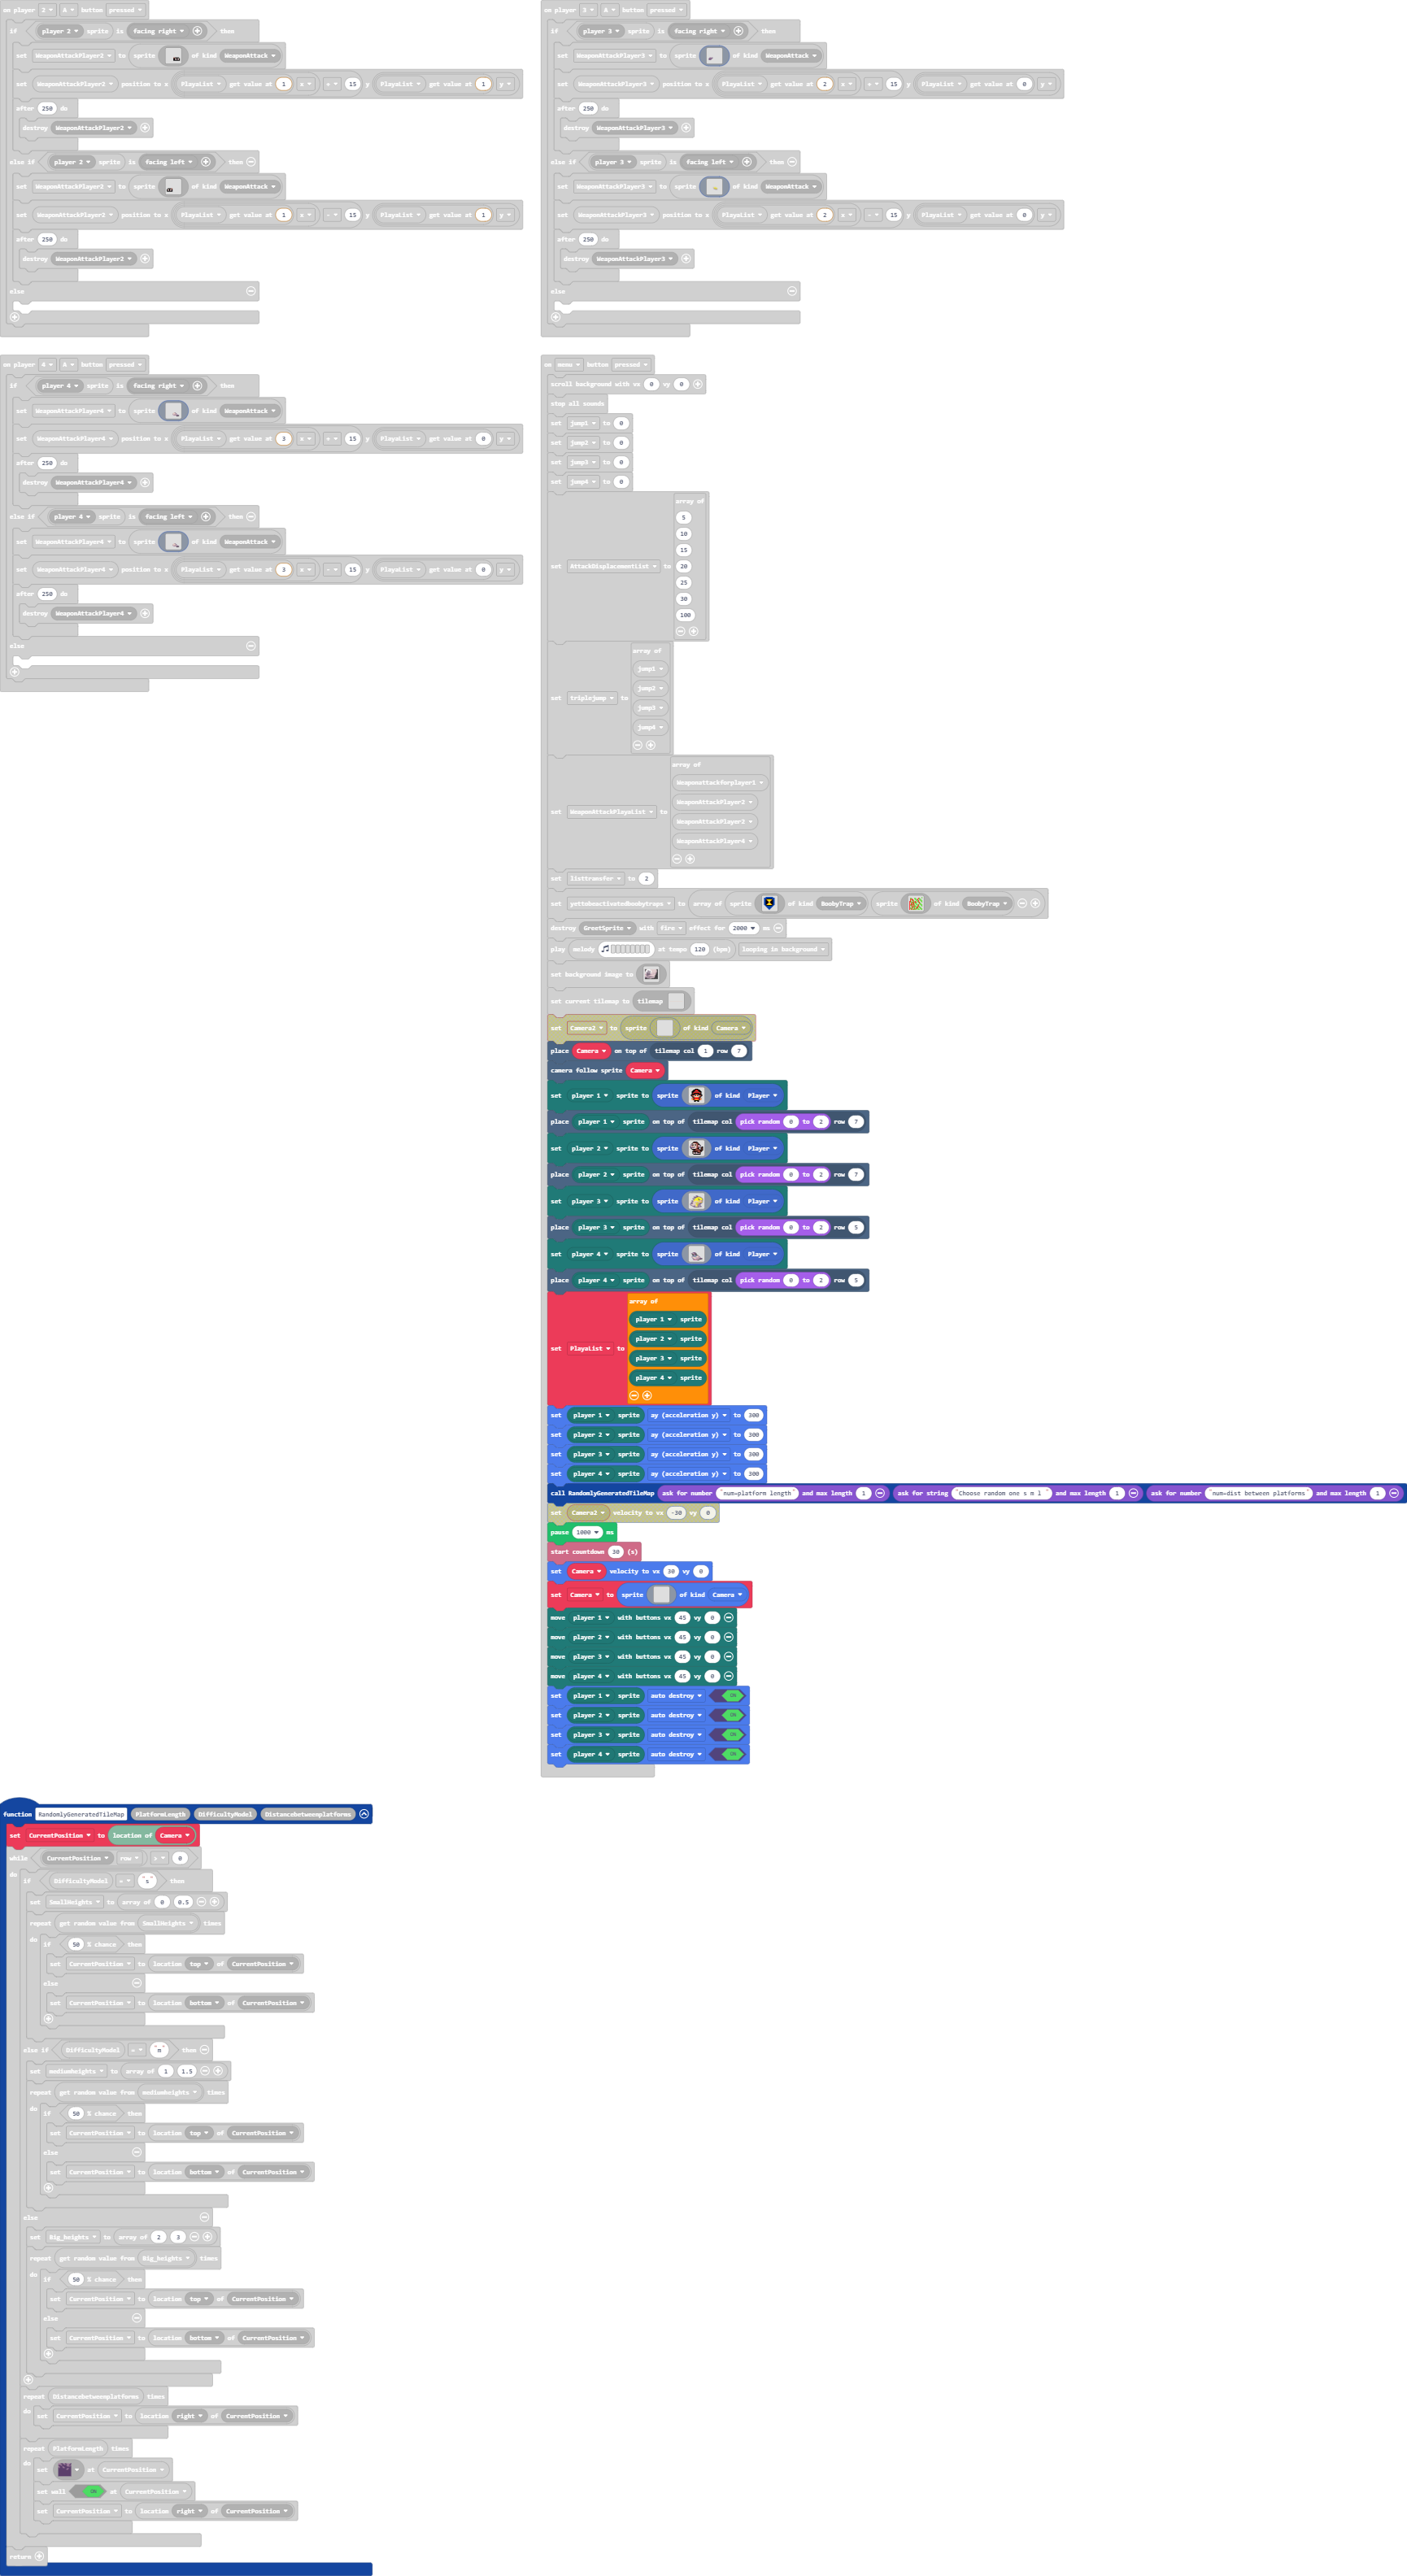 on player 2 A button pressed
if player 2 sprite is facing right then
set WeaponAttackPlayer2 to sprite of kind WeaponAttack
set WeaponAttackPlayer2 position to x PlayaList get value at 1 x + 15 y PlayaList get value at 1 y
after 250 do
destroy WeaponAttackPlayer2
else if player 2 sprite is facing left then
set WeaponAttackPlayer2 to sprite of kind WeaponAttack
set WeaponAttackPlayer2 position to x PlayaList get value at 1 x - 15 y PlayaList get value at 1 y
after 250 do
destroy WeaponAttackPlayer2
else
on player 3 A button pressed
if player 3 sprite is facing right then
set WeaponAttackPlayer3 to sprite of kind WeaponAttack
set WeaponAttackPlayer3 position to x PlayaList get value at 2 x + 15 y PlayaList get value at 0 y
after 250 do
destroy WeaponAttackPlayer3
else if player 3 sprite is facing left then
set WeaponAttackPlayer3 to sprite of kind WeaponAttack
set WeaponAttackPlayer3 position to x PlayaList get value at 2 x - 15 y PlayaList get value at 0 y
after 250 do
destroy WeaponAttackPlayer3
else
on player 4 A button pressed
if player 4 sprite is facing right then
set WeaponAttackPlayer4 to sprite of kind WeaponAttack
set WeaponAttackPlayer4 position to x PlayaList get value at 3 x + 15 y PlayaList get value at 0 y
after 250 do
destroy WeaponAttackPlayer4
else if player 4 sprite is facing left then
set WeaponAttackPlayer4 to sprite of kind WeaponAttack
set WeaponAttackPlayer4 position to x PlayaList get value at 3 x - 15 y PlayaList get value at 0 y
after 250 do
destroy WeaponAttackPlayer4
else
on menu button pressed
scroll background with vx 0 vy 0
stop all sounds
set jump1 to 0
set jump2 to 0
set jump3 to 0
set jump4 to 0
set AttackDisplacementList to array of
5
10
15
20
25
30
100
set triplejump to array of
jump1
jump2
jump3
jump4
set WeaponAttackPlayaList to array of
Weaponattackforplayer1
WeaponAttackPlayer2
WeaponAttackPlayer2
WeaponAttackPlayer4
set listtransfer to 2
set yettobeactivatedboobytraps to array of sprite of kind BoobyTrap sprite of kind BoobyTrap
destroy GreetSprite with fire effect for 2000 ms
play melody at tempo 120 (bpm) looping in background
set background image to
set current tilemap to tilemap
set Camera2 to sprite of kind Camera
place Camera on top of tilemap col 1 row 7
camera follow sprite Camera
set player 1 sprite to sprite of kind Player
place player 1 sprite on top of tilemap col pick random 0 to 2 row 7
set player 2 sprite to sprite of kind Player
place player 2 sprite on top of tilemap col pick random 0 to 2 row 7
set player 3 sprite to sprite of kind Player
place player 3 sprite on top of tilemap col pick random 0 to 2 row 5
set player 4 sprite to sprite of kind Player
place player 4 sprite on top of tilemap col pick random 0 to 2 row 5
set PlayaList to array of
player 1 sprite
player 2 sprite
player 3 sprite
player 4 sprite
set player 1 sprite ay (acceleration y) to 300
set player 2 sprite ay (acceleration y) to 300
set player 3 sprite ay (acceleration y) to 300
set player 4 sprite ay (acceleration y) to 300
call RandomlyGeneratedTileMap ask for number "num=platform length" and max length 1 ask for string "Choose random one s m l " and max length 1 ask for number "num=dist between platforms" and max length 1
set Camera2 velocity to vx -30 vy 0
pause 1000 ms
start countdown 30 (s)
set Camera velocity to vx 30 vy 0
set Camera to sprite of kind Camera
move player 1 with buttons vx 45 vy 0
move player 2 with buttons vx 45 vy 0
move player 3 with buttons vx 45 vy 0
move player 4 with buttons vx 45 vy 0
set player 1 sprite auto destroy ON
set player 2 sprite auto destroy ON
set player 3 sprite auto destroy ON
set player 4 sprite auto destroy ON
function RandomlyGeneratedTileMap PlatformLength DifficultyModel Distancebetweenplatforms
set CurrentPosition to location of Camera
while CurrentPosition row > 0
do if DifficultyModel = "s" then
set SmallHeights to array of 0 0.5
repeat get random value from SmallHeights times
do if 50 % chance then
set CurrentPosition to location top of CurrentPosition
else
set CurrentPosition to location bottom of CurrentPosition
else if DifficultyModel = "m" then
set mediumheights to array of 1 1.5
repeat get random value from mediumheights times
do if 50 % chance then
set CurrentPosition to location top of CurrentPosition
else
set CurrentPosition to location bottom of CurrentPosition
else
set Big_heights to array of 2 3
repeat get random value from Big_heights times
do if 50 % chance then
set CurrentPosition to location top of CurrentPosition
else
set CurrentPosition to location bottom of CurrentPosition
repeat Distancebetweenplatforms times
do set CurrentPosition to location right of CurrentPosition
repeat PlatformLength times
do set at CurrentPosition
set wall ON at CurrentPosition
set CurrentPosition to location right of CurrentPosition
return